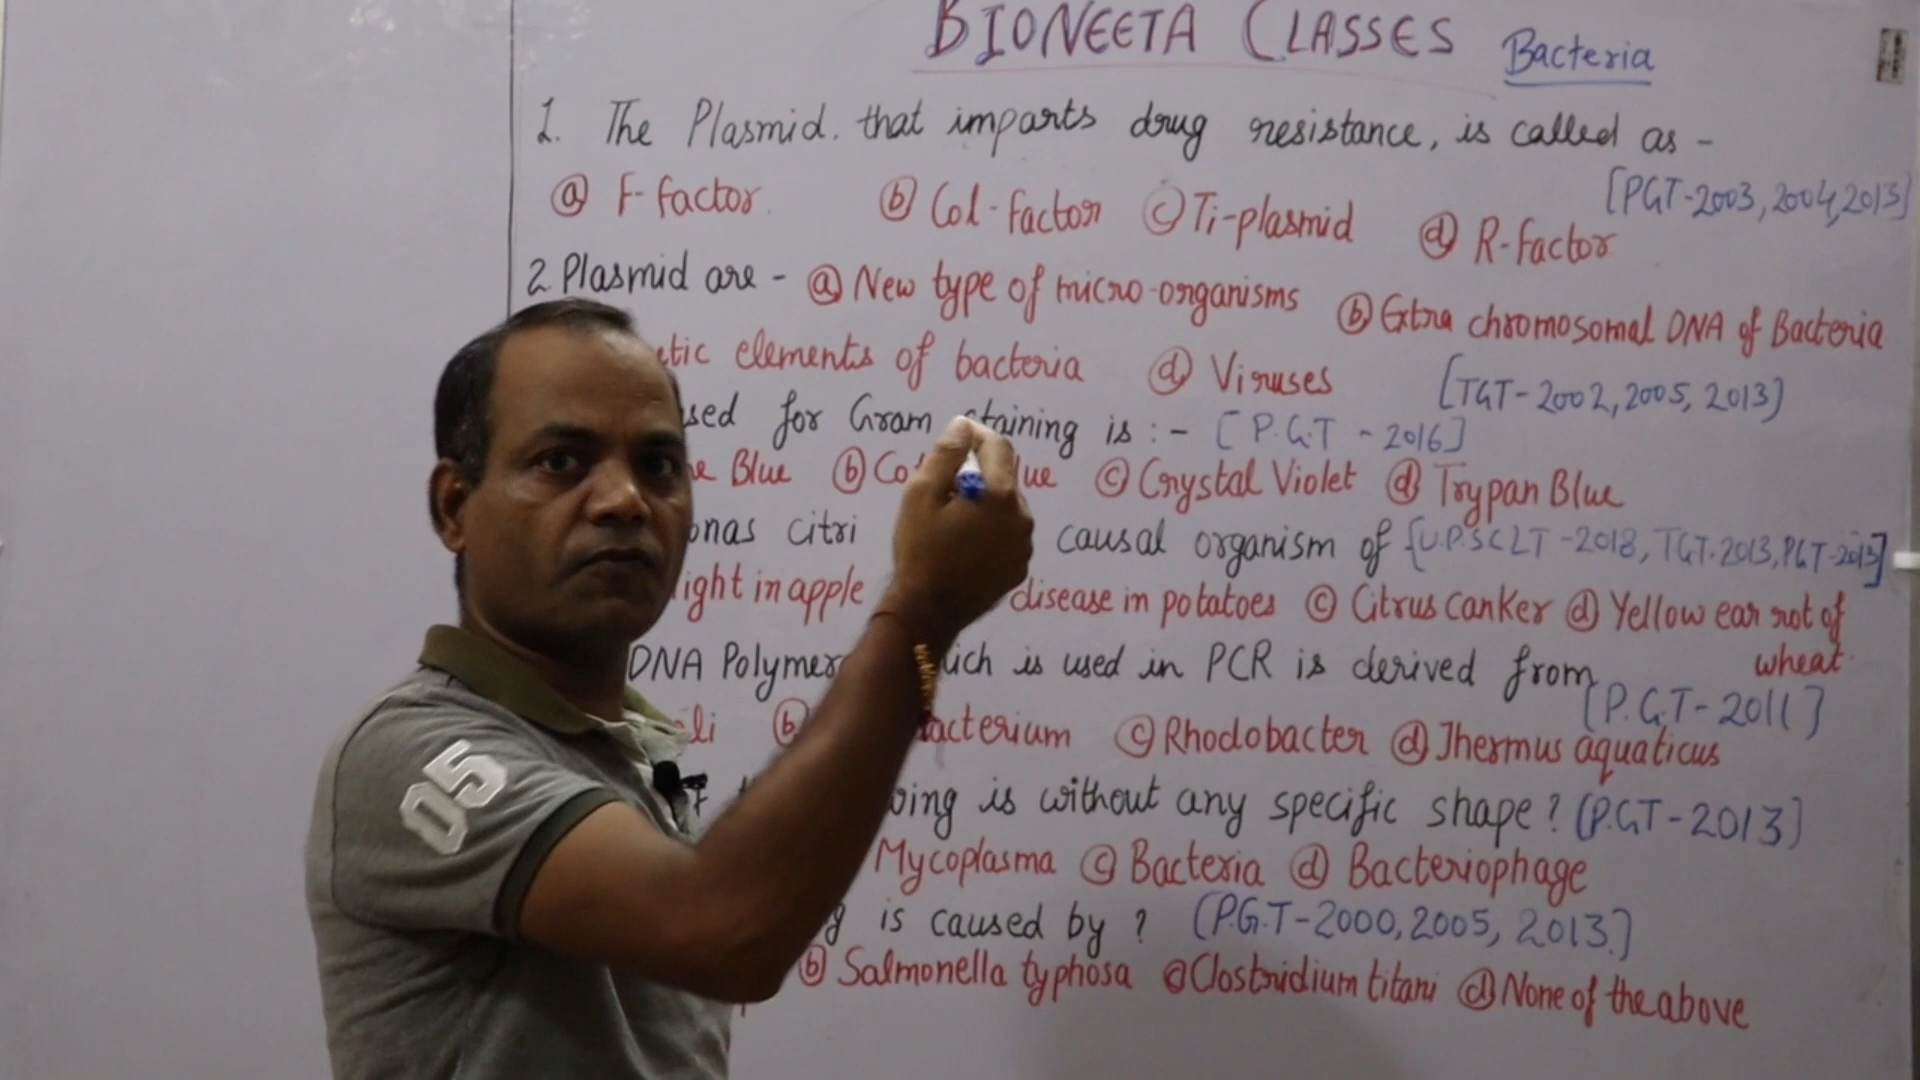 BIONEETA CLASSES Bacteria
1. The Plasmid. that imparts drug resistance, is called as -
[PGT-2003, 2004, 2013]
ⓐ F-factor. ⓑ Col-factor ⓒ Ti-plasmid ⓓ R-factor
2 Plasmid are - ⓐ New type of micro-organisms ⓑ Extra chromosomal DNA of Bacteria
elements of bacteria ⓓ Viruses [TGT-2002, 2005, 2013)
for Gram staining is :- [P.G.T - 2016]
Blue ⓑ ⓒ Crystal Violet ⓓ Trypan Blue
citri causal organism of [U.P.SCLT-2018, TGT-2013, PGT-2013]
in apple disease in potatoes ⓒ Citrus canker ⓓ Yellow ear rot of
wheat
DNA is used in PCR is derived from
[P.G.T-2011]
ⓑ ⓒ Rhodobacter ⓓ Thermus aquaticus
is without any specific shape? (P.G.T-2013)
Mycoplasma ⓒ Bacteria ⓓ Bacteriophage
is caused by ? (P.G.T-2000, 2005, 2013.]
ⓑ Salmonella typhosa ⓒ Clostridium titani ⓓ None of the above
05